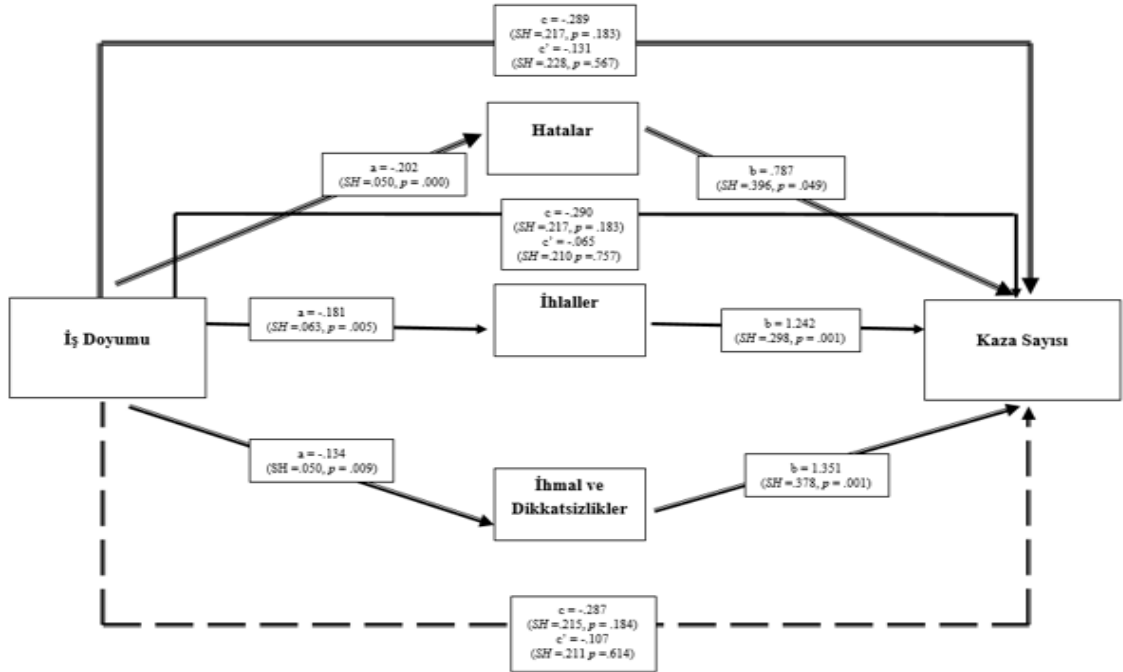 c = -.289
(SH =.217, p = .183)
c' = -.131
(SH =.228, p =.567)
Hatalar
a = -.202
(SH =.050, p = .000)
b = .787
(SH =.396, p =.049)
c = -.290
(SH =.217, p = .183)
c' = -.065
(SH =.210 p =.757)
İş Doyumu
a = -.181
(SH =.063, p = .005)
İhlaller
b = 1.242
(SH =.298, p =.001)
Kaza Sayısı
a = -.134
(SH =.050, p = .009)
İhmal ve
Dikkatsizlikler
b = 1.351
(SH =.378, p =.001)
c = -.287
(SH =.215, p = .184)
c' = -.107
(SH =.211 p =.614)